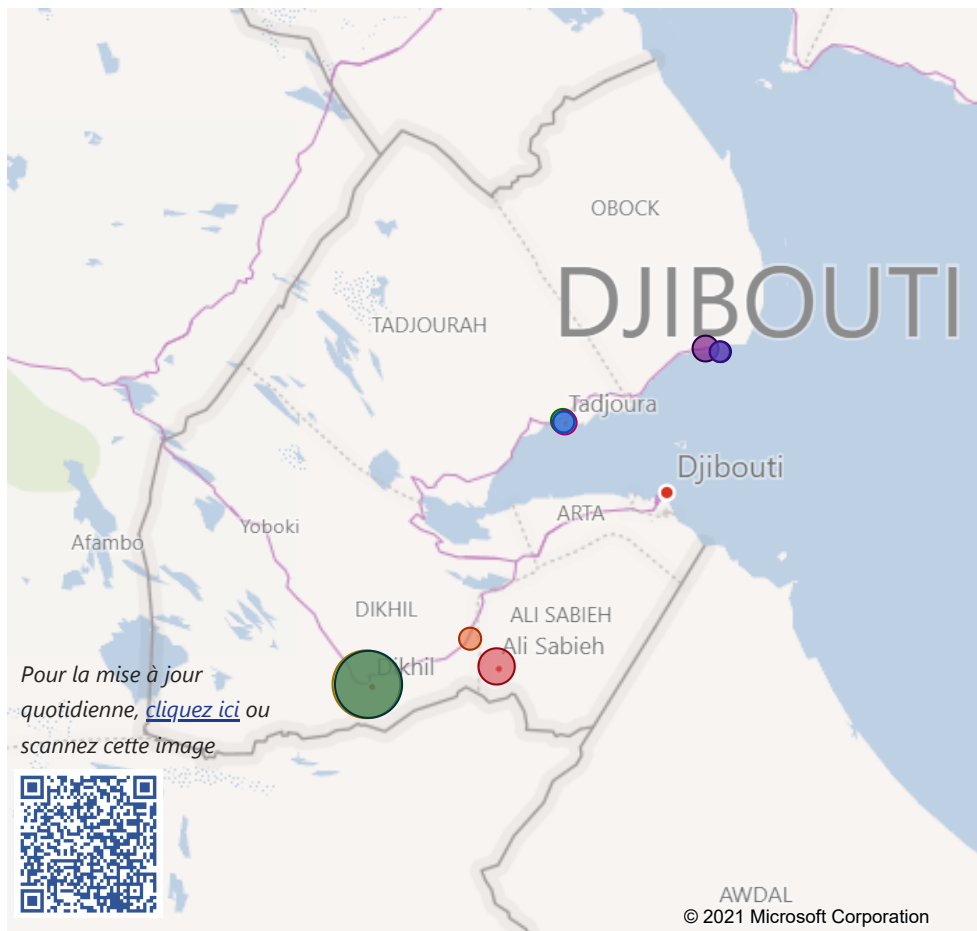 OBOCK
DJIBOUTI
TADJOURAH
Tadjoura
Djibouti
ARTA
Yoboki
Afambo
DIKHIL
ALI SABIEH
Ali Sabieh
Dikhil
Pour la mise à jour
quotidienne, cliquez ici ou
scannez cette image
AWDAL
© 2021 Microsoft Corporation